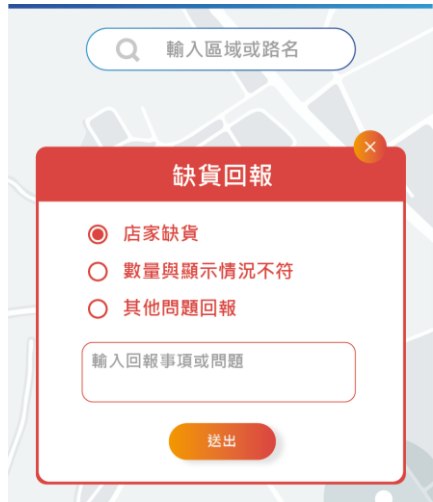 輸入區域或路名
×
缺貨回報
店家缺貨
數量與顯示情況不符
其他問題回報
輸入回報事項或問題
送出